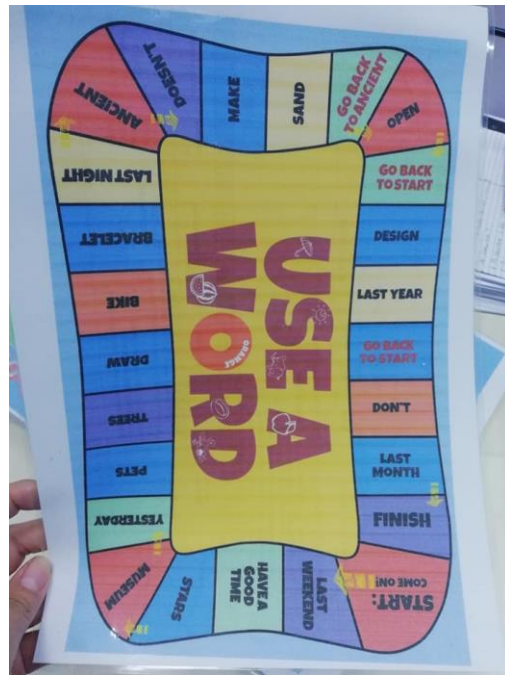 USE A
WORD
ORANGE
START:
COME ON!
LAST
WEEKEND
HAVE A
GOOD
TIME
STARS
MUSEUM
YESTERDAY
PETS
TREES
DRAW
BIKE
BRACELET
LAST NIGHT
ANCIENT
DOESN'T
MAKE
SAND
GO BACK
TO ANCIENT
OPEN
GO BACK
TO START
DESIGN
LAST YEAR
GO BACK
TO START
DON'T
LAST
MONTH
FINISH